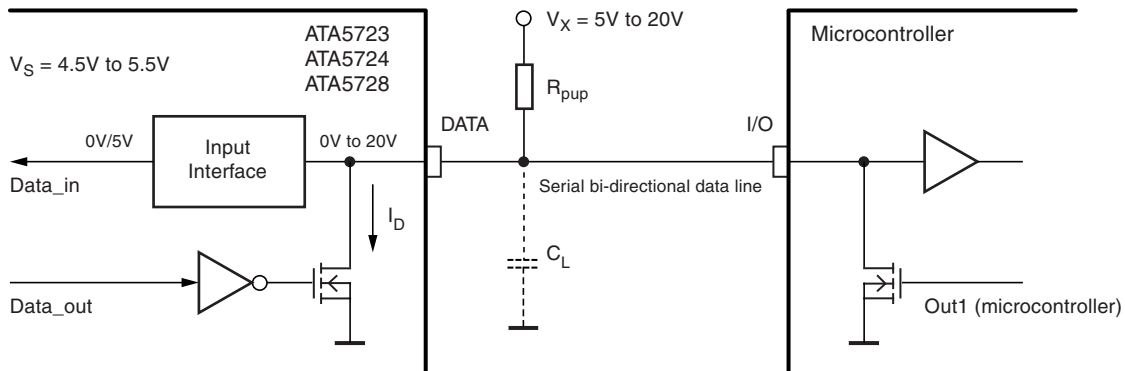 V_S = 4.5V to 5.5V
ATA5723
ATA5724
ATA5728
V_X = 5V to 20V
R_pup
Microcontroller
0V/5V
Input
Interface
0V to 20V
DATA
I/O
Data_in
I_D
Serial bi-directional data line
C_L
Data_out
Out1 (microcontroller)